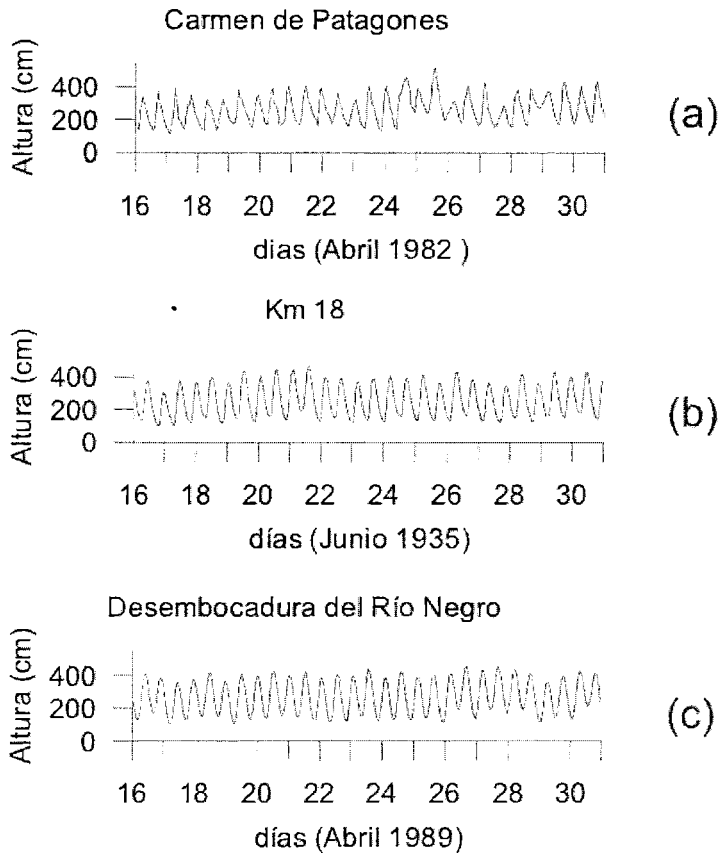 Carmen de Patagones
Altura (cm)
400
200
0
(a)
16 18 20 22 24 26 28 30
dias (Abril 1982 )
Km 18
Altura (cm)
400
200
0
(b)
16 18 20 22 24 26 28 30
días (Junio 1935)
Desembocadura del Río Negro
Altura (cm)
400
200
0
(c)
16 18 20 22 24 26 28 30
días (Abril 1989)